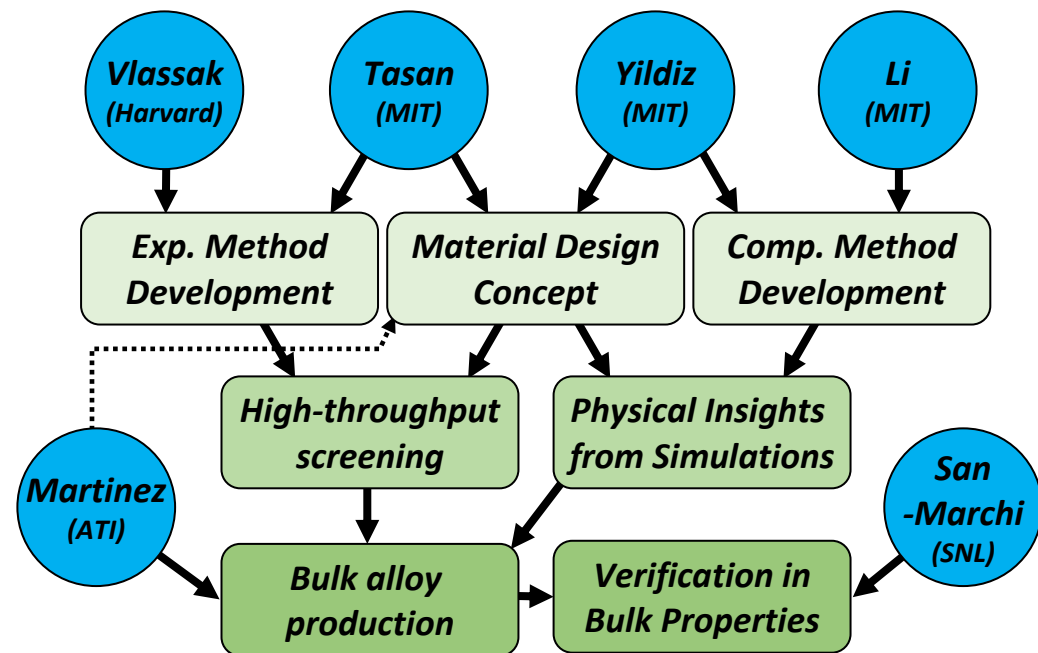 Vlassak
(Harvard)
Tasan
(MIT)
Yildiz
(MIT)
Li
(MIT)
Exp. Method
Development
Material Design
Concept
Comp. Method
Development
High-throughput
screening
Physical Insights
from Simulations
Martinez
(ATI)
San
-Marchi
(SNL)
Bulk alloy
production
Verification in
Bulk Properties